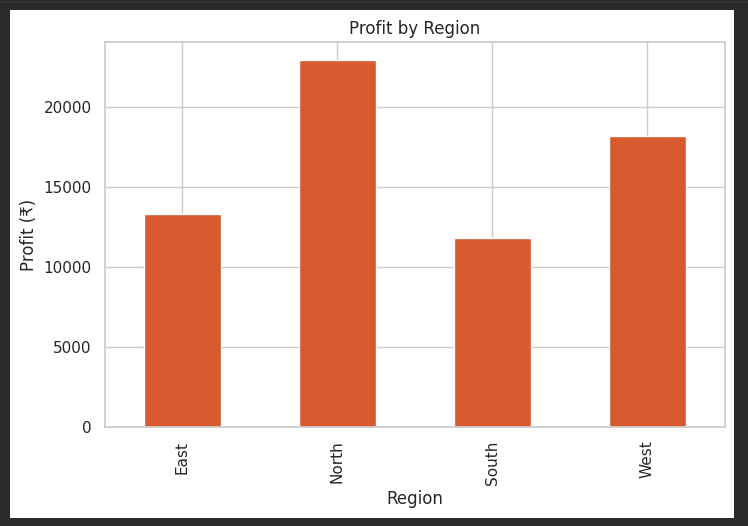 Profit by Region
Profit (₹)
20000
15000
10000
5000
0
East
North
South
West
Region